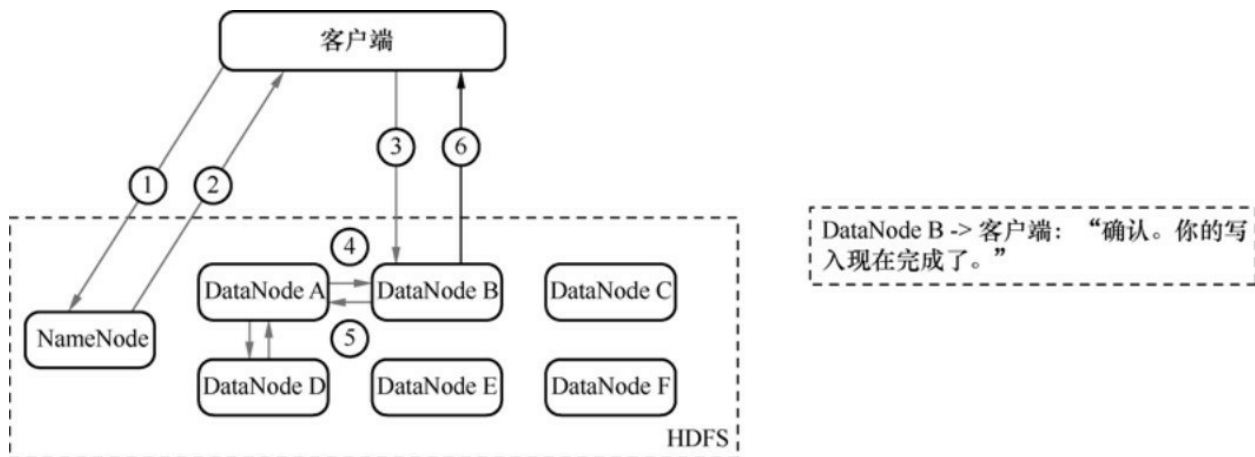 客户端
1
2
3
6
DataNode B -> 客户端： “确认。你的写
入现在完成了。”
4
DataNode A
DataNode B
DataNode C
NameNode
5
DataNode D
DataNode E
DataNode F
HDFS